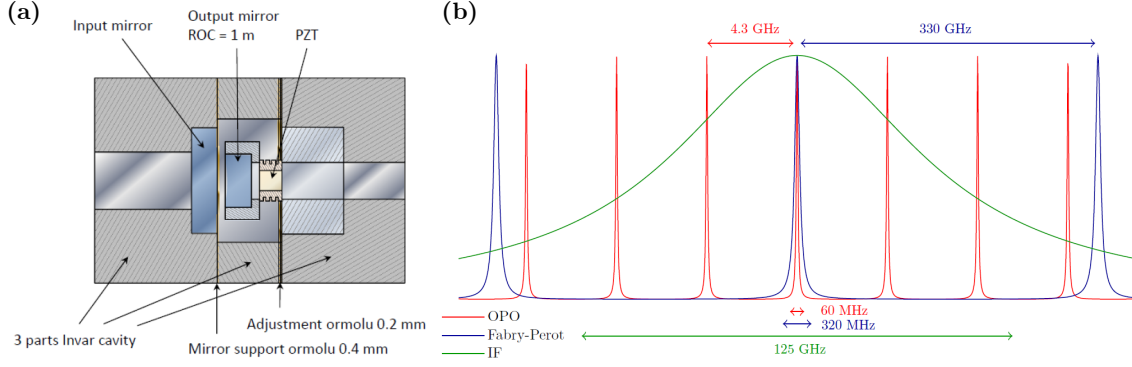 (a)
Output mirror
ROC = 1 m
Input mirror
PZT
Adjustment ormolu 0.2 mm
3 parts Invar cavity
Mirror support ormolu 0.4 mm
(b)
4.3 GHz
330 GHz
OPO
60 MHz
Fabry-Perot
320 MHz
IF
125 GHz